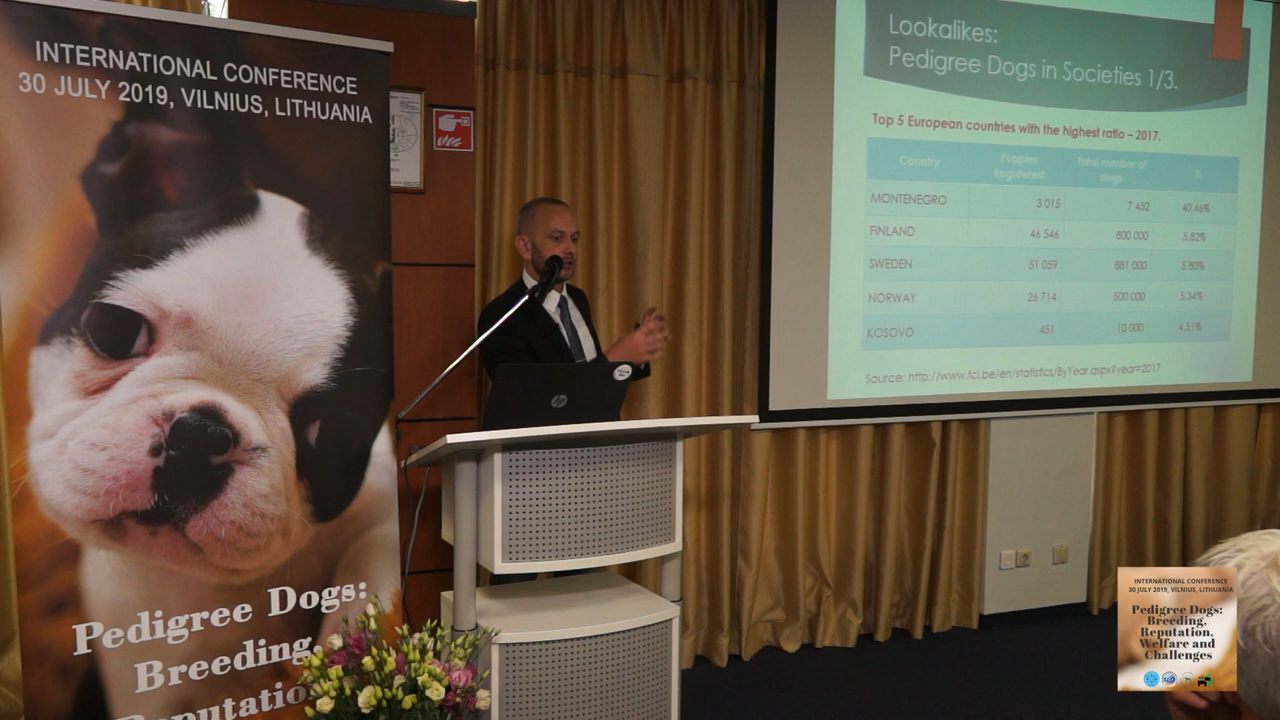 INTERNATIONAL CONFERENCE
30 JULY 2019, VILNIUS, LITHUANIA
Pedigree Dogs:
Breeding,
Reputation
hp
Lookalikes:
Pedigree Dogs in Societies 1/3.
Top 5 European countries with the highest ratio – 2017.
Country Puppies Registered Total number of dogs %
MONTENEGRO 3 015 7 452 40,46%
FINLAND 46 546 800 000 5.82%
SWEDEN 51 059 881 000 5.80%
NORWAY 26 714 500 000 5.34%
KOSOVO 451 10 000 4.51%
Source: http://www.fci.be/en/statistics/ByYear.aspx?year=2017
INTERNATIONAL CONFERENCE
30 JULY 2019, VILNIUS, LITHUANIA
Pedigree Dogs:
Breeding,
Reputation,
Welfare and
Challenges